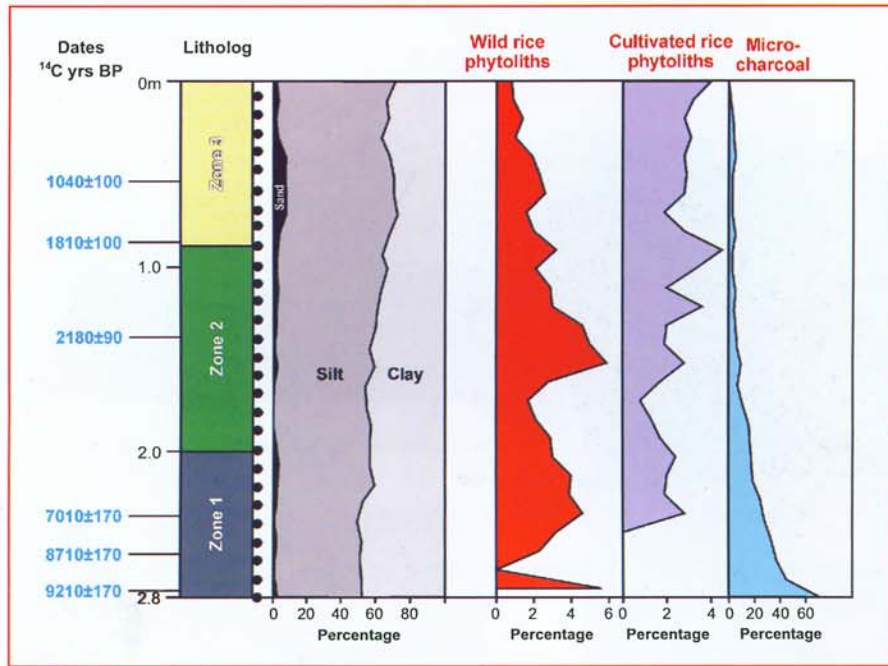 Dates
¹⁴C yrs BP
Litholog
Wild rice
phytoliths
Cultivated rice
phytoliths
Micro-
charcoal
0m
Zone 3
1040±100
Sand
1810±100
1.0
Zone 2
2180±90
Silt
Clay
2.0
Zone 1
7010±170
8710±170
9210±170
2.8
0 20 40 60 80
0 2 4 6
0 2 4
0 20 40 60
Percentage
Percentage
Percentage
Percentage